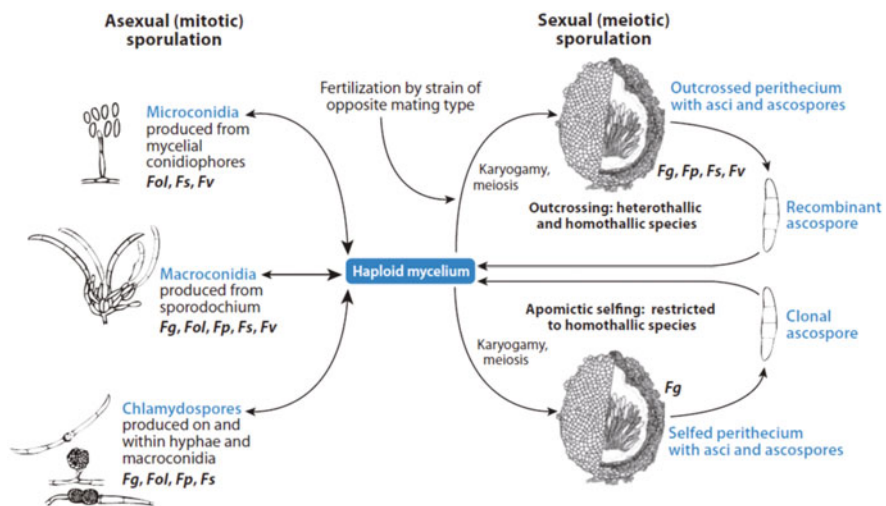 Asexual (mitotic)
sporulation
Microconidia
produced from
mycelial
conidiophores
Fol, Fs, Fv
Macroconidia
produced from
sporodochium
Fg, Fol, Fp, Fs, Fv
Chlamydospores
produced on and
within hyphae and
macroconidia
Fg, Fol, Fp, Fs
Fertilization by strain of
opposite mating type
Haploid mycelium
Sexual (meiotic)
sporulation
Karyogamy,
meiosis
Outcrossed perithecium
with asci and ascospores
Fg, Fp, Fs, Fv
Outcrossing: heterothallic
and homothallic species
Recombinant
ascospore
Apomictic selfing: restricted
to homothallic species
Clonal
ascospore
Karyogamy,
meiosis
Fg
Selfed perithecium
with asci and ascospores